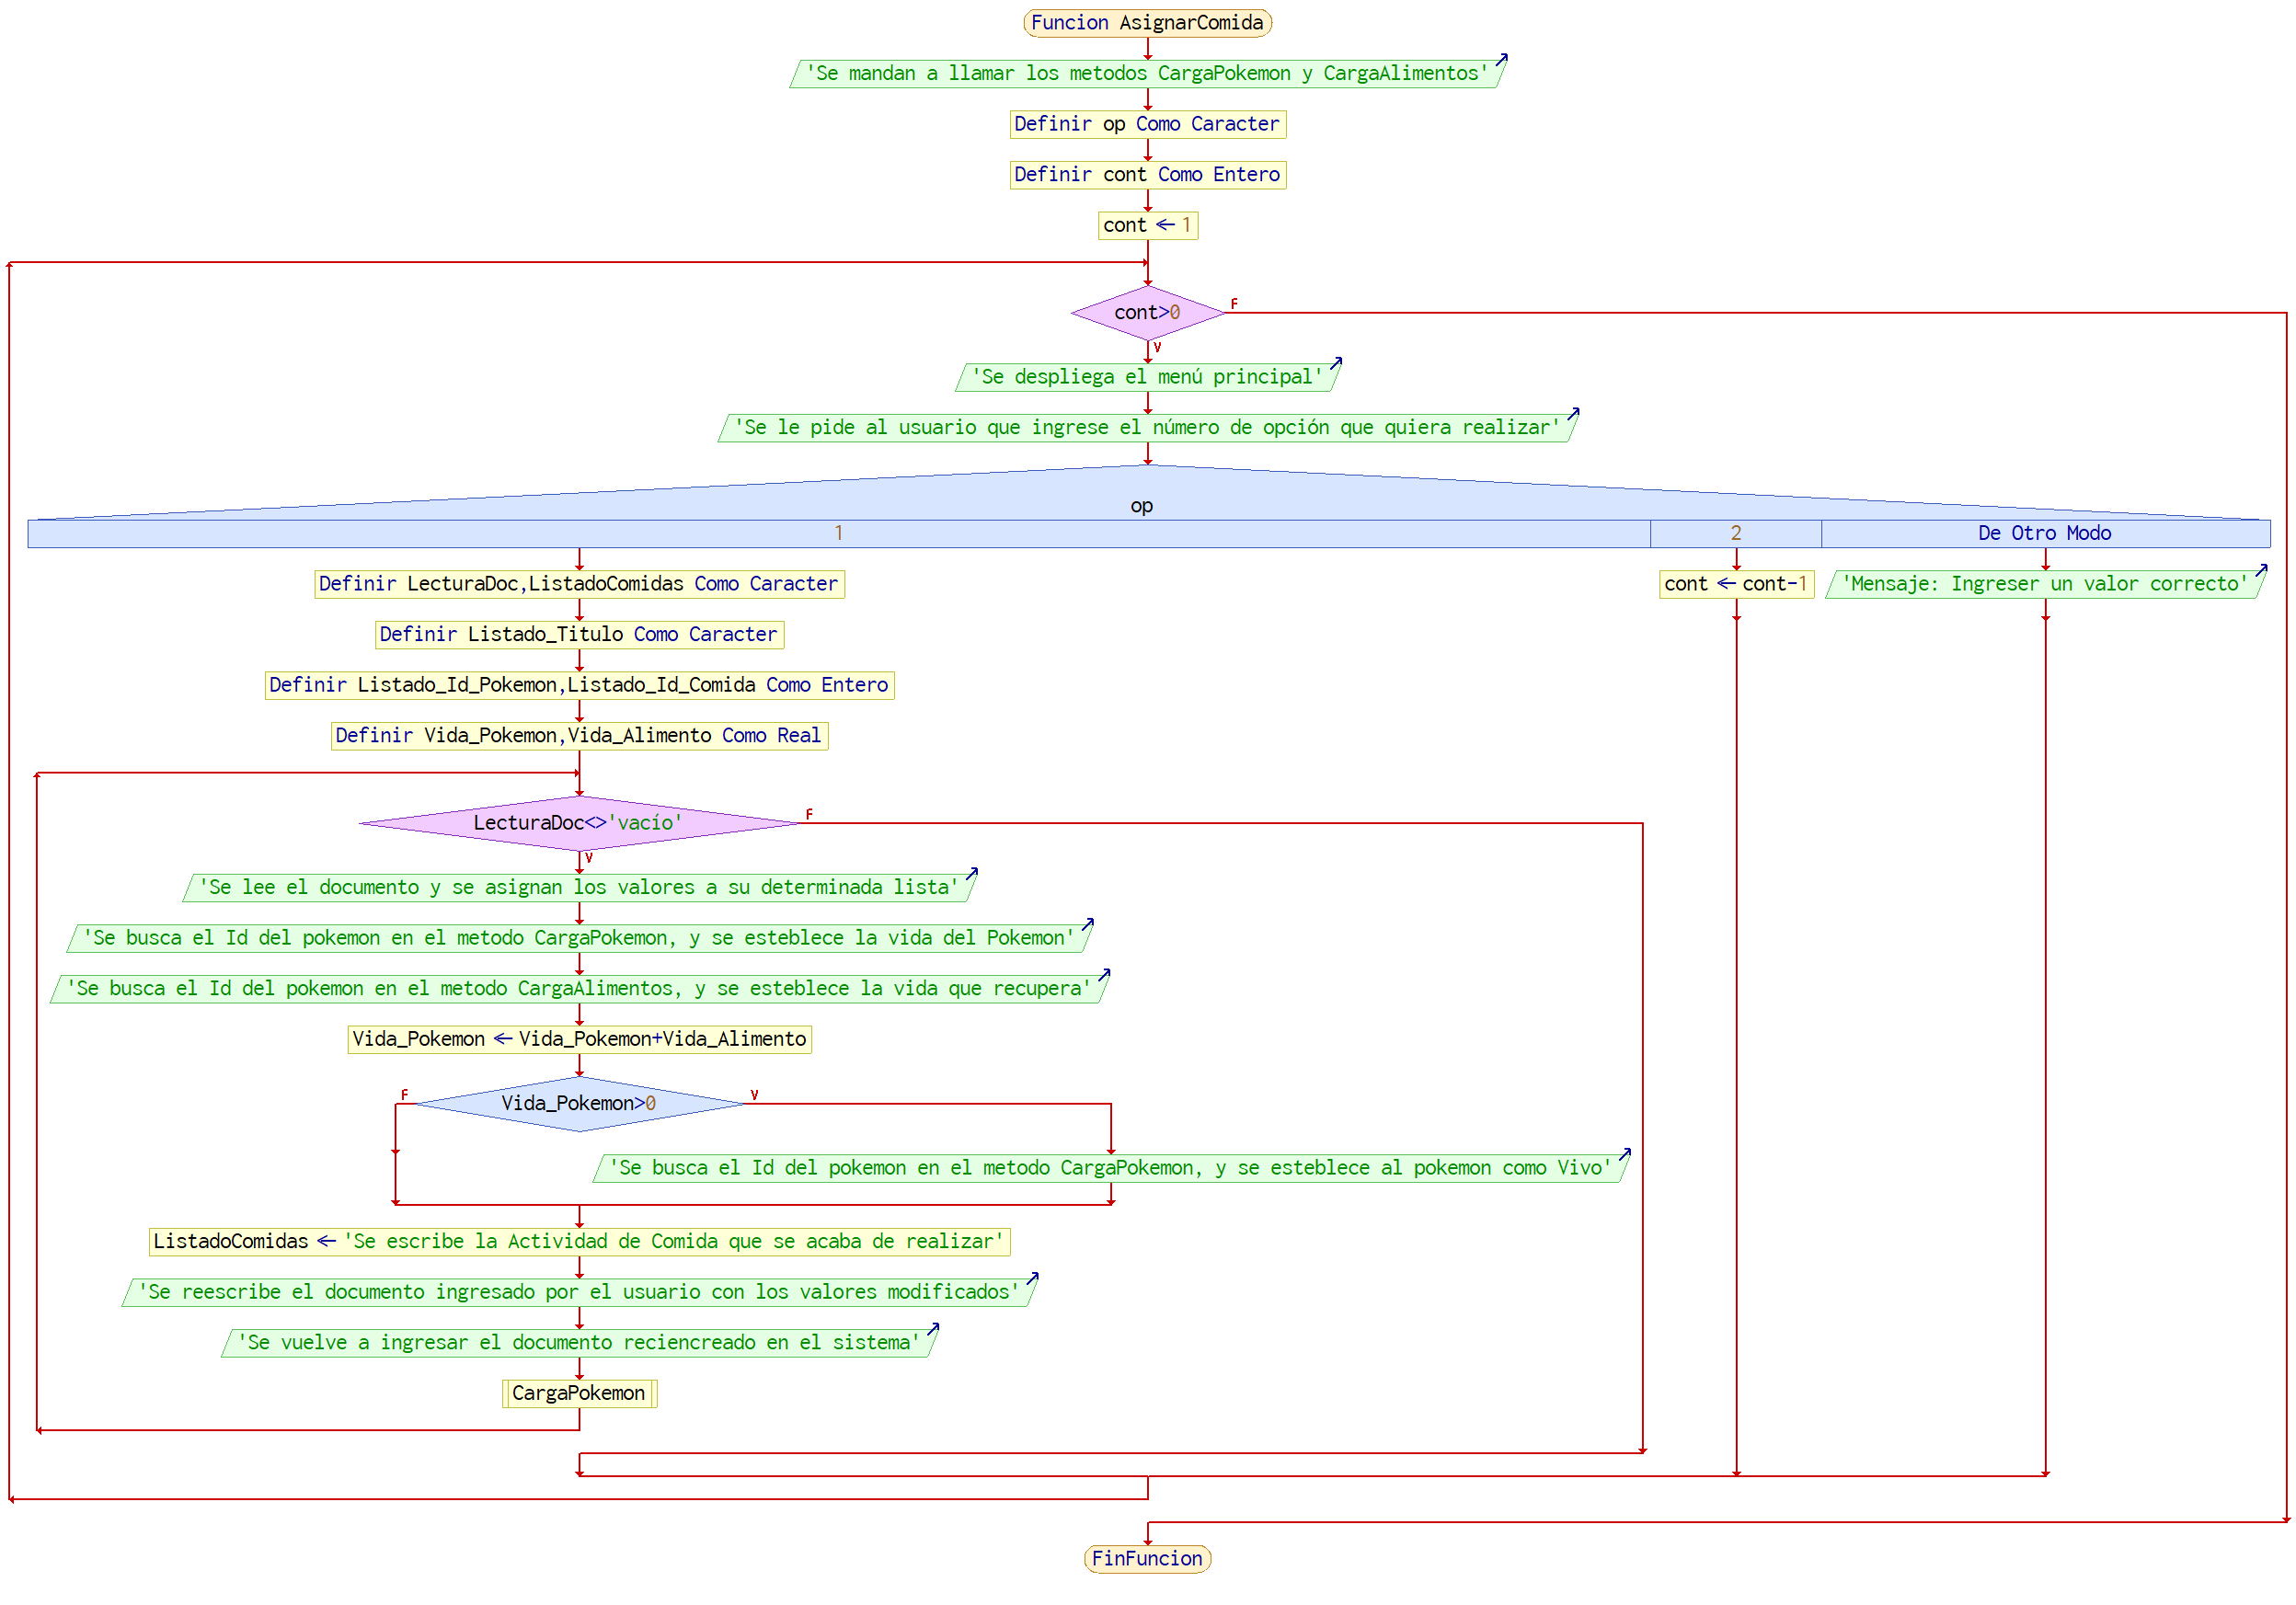 Funcion AsignarComida
'Se mandan a llamar los metodos CargaPokemon y CargaAlimentos'
Definir op Como Caracter
Definir cont Como Entero
cont ← 1
cont>0
F
V
'Se despliega el menú principal'
'Se le pide al usuario que ingrese el número de opción que quiera realizar'
op
1
2
De Otro Modo
Definir LecturaDoc,ListadoComidas Como Caracter
cont ← cont-1
'Mensaje: Ingreser un valor correcto'
Definir Listado_Titulo Como Caracter
Definir Listado_Id_Pokemon,Listado_Id_Comida Como Entero
Definir Vida_Pokemon,Vida_Alimento Como Real
LecturaDoc<>'vacío'
F
V
'Se lee el documento y se asignan los valores a su determinada lista'
'Se busca el Id del pokemon en el metodo CargaPokemon, y se esteblece la vida del Pokemon'
'Se busca el Id del pokemon en el metodo CargaAlimentos, y se esteblece la vida que recupera'
Vida_Pokemon ← Vida_Pokemon+Vida_Alimento
F
Vida_Pokemon>0
V
'Se busca el Id del pokemon en el metodo CargaPokemon, y se esteblece al pokemon como Vivo'
ListadoComidas ← 'Se escribe la Actividad de Comida que se acaba de realizar'
'Se reescribe el documento ingresado por el usuario con los valores modificados'
'Se vuelve a ingresar el documento reciencreado en el sistema'
CargaPokemon
FinFuncion